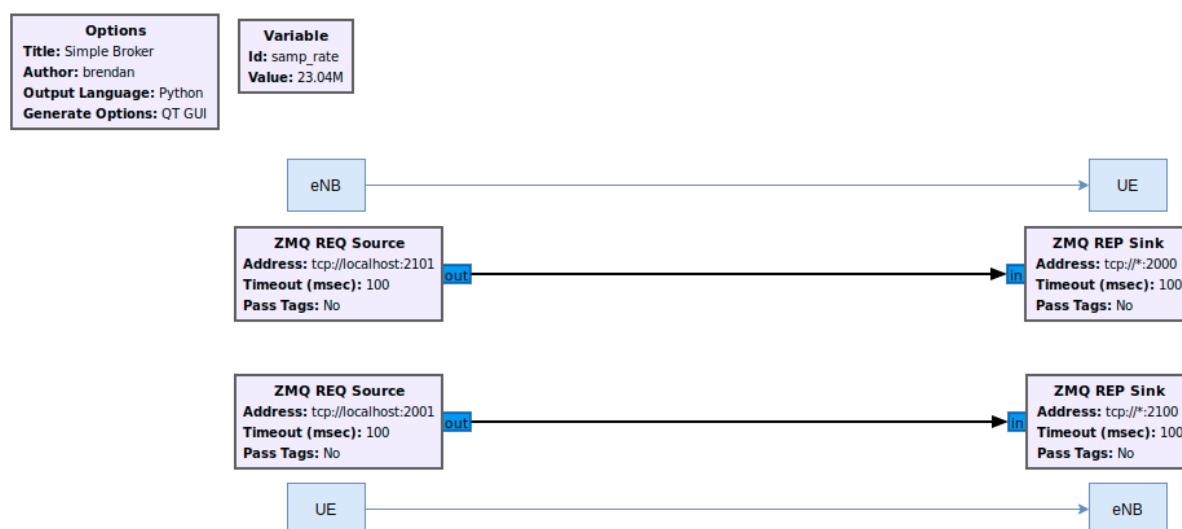 Options
Title: Simple Broker
Author: brendan
Output Language: Python
Generate Options: QT GUI
Variable
Id: samp_rate
Value: 23.04M
eNB
UE
ZMQ REQ Source
Address: tcp://localhost:2101
Timeout (msec): 100
Pass Tags: No
out
in
ZMQ REP Sink
Address: tcp://*:2000
Timeout (msec): 100
Pass Tags: No
ZMQ REQ Source
Address: tcp://localhost:2001
Timeout (msec): 100
Pass Tags: No
out
in
ZMQ REP Sink
Address: tcp://*:2100
Timeout (msec): 100
Pass Tags: No
UE
eNB